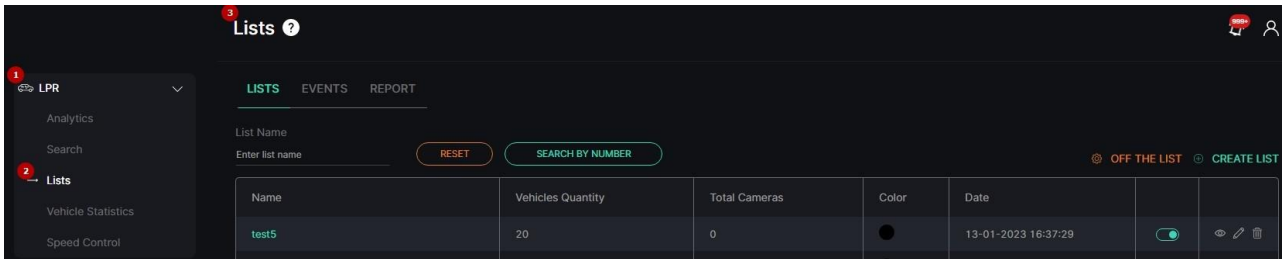 3
Lists ?
999+
1
LPR
Analytics
Search
2
Lists
Vehicle Statistics
Speed Control
LISTS EVENTS REPORT
List Name
Enter list name RESET SEARCH BY NUMBER
OFF THE LIST CREATE LIST
Name Vehicles Quantity Total Cameras Color Date
test5 20 0 13-01-2023 16:37:29